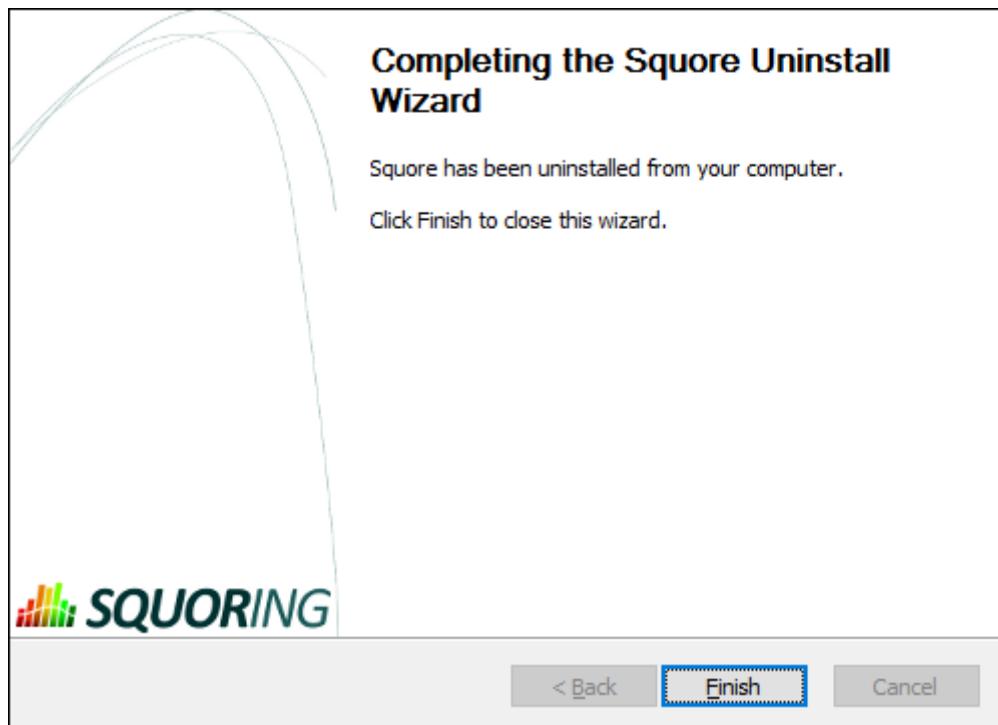 Completing the Squore Uninstall
Wizard
Squore has been uninstalled from your computer.
Click Finish to close this wizard.
SQUORING
< Back
Finish
Cancel